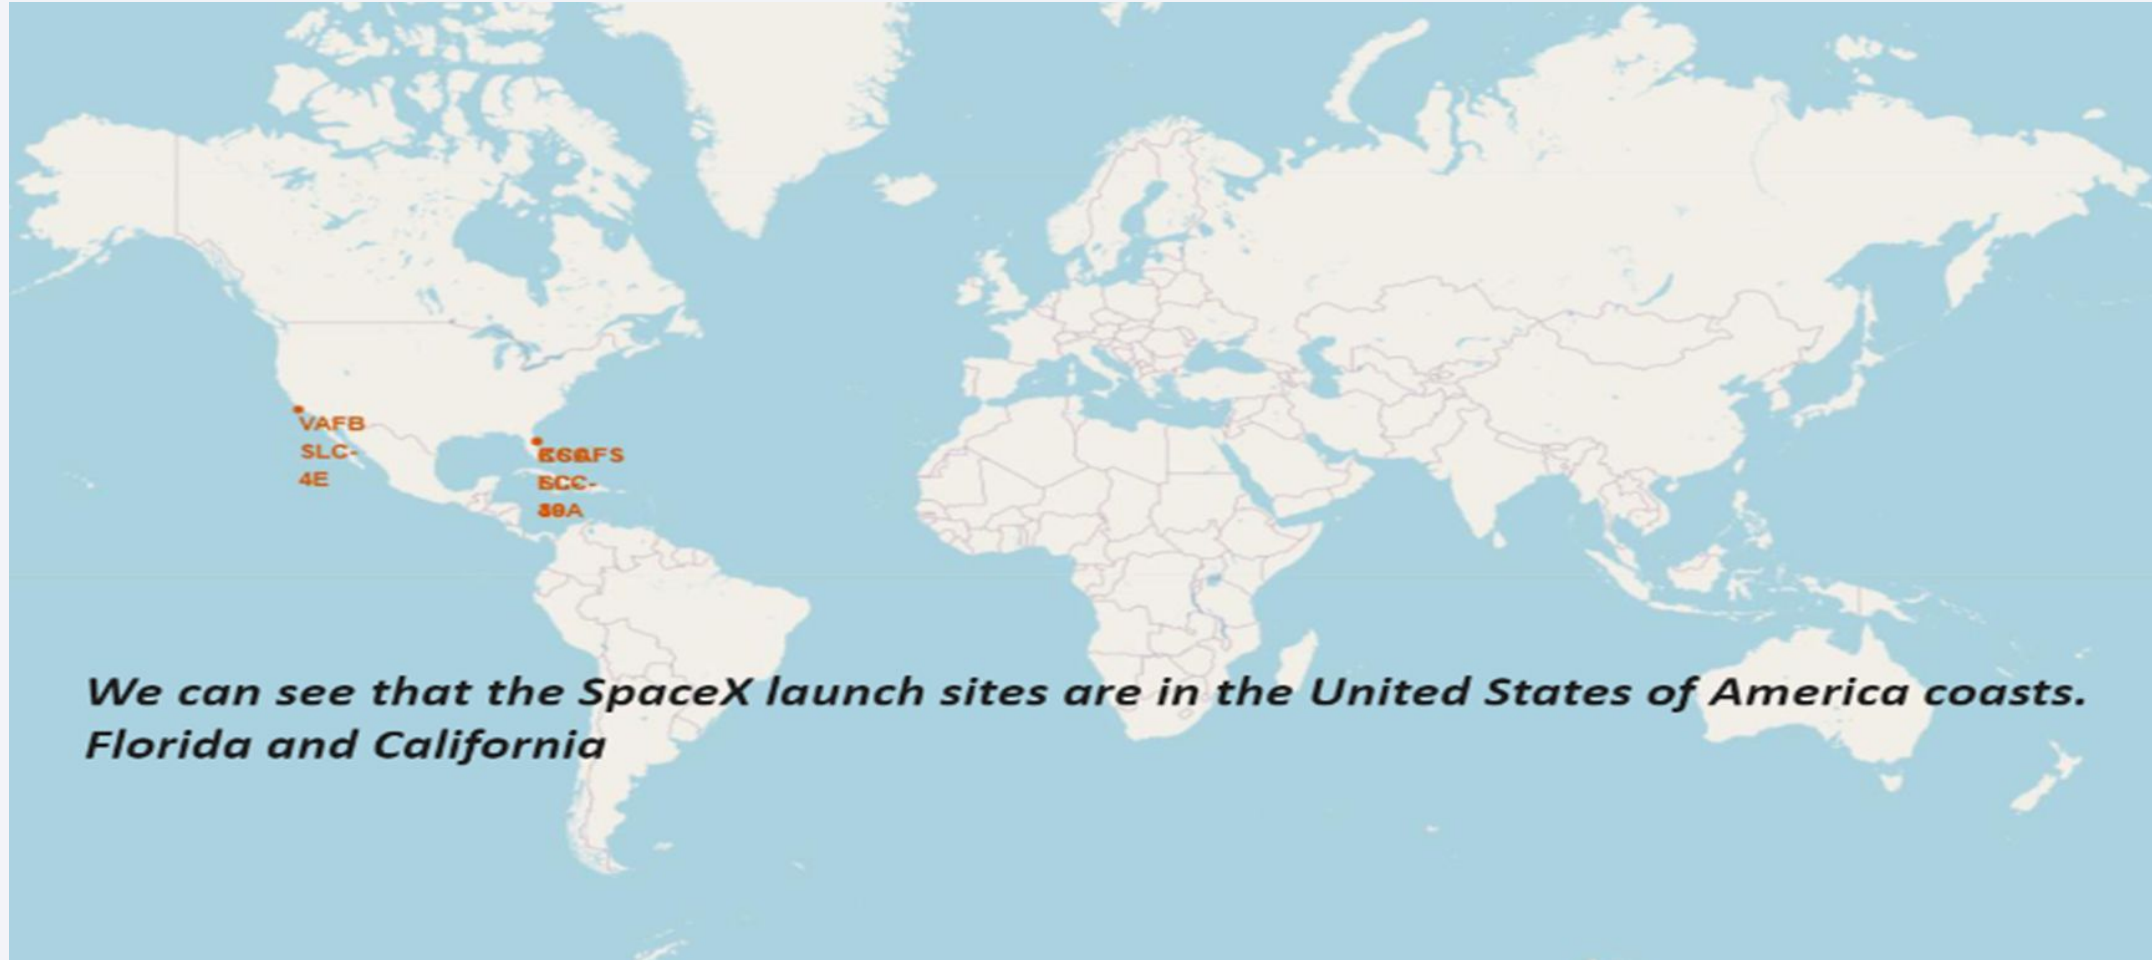 VAFB
SLC-
4E
We can see that the SpaceX launch sites are in the United States of America coasts.
Florida and California